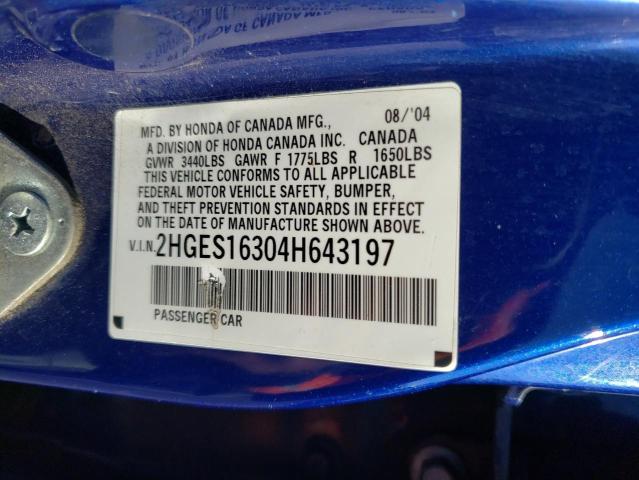 08/'04
MFD. BY HONDA OF CANADA MFG.,
A DIVISION OF HONDA CANADA INC. CANADA
GVWR 3440LBS GAWR F 1775LBS R 1650LBS
THIS VEHICLE CONFORMS TO ALL APPLICABLE
FEDERAL MOTOR VEHICLE SAFETY, BUMPER,
AND THEFT PREVENTION STANDARDS IN EFFECT
ON THE DATE OF MANUFACTURE SHOWN ABOVE.
V.I.N. 2HGES16304H643197
PASSENGER CAR